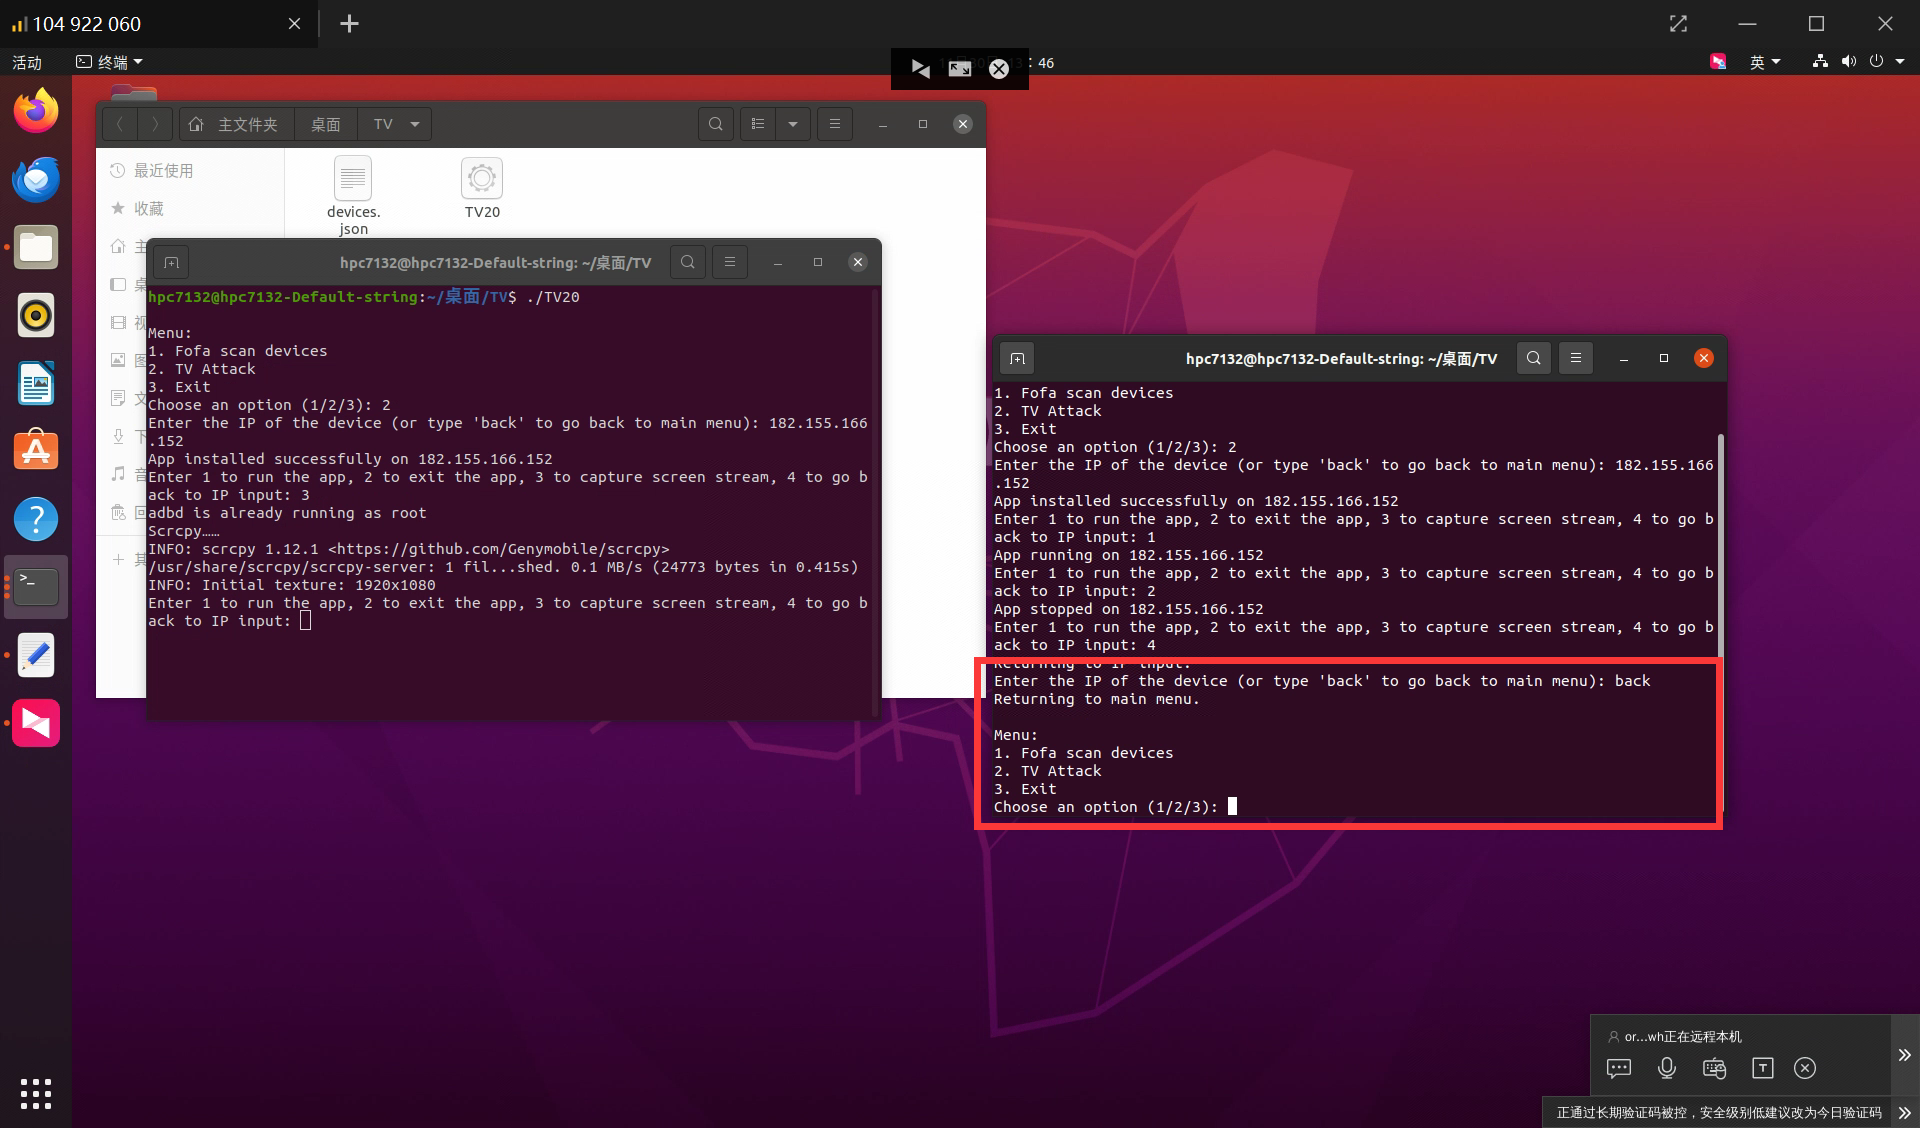 104 922 060
活动
终端
: 46
英
主文件夹
桌面
TV
最近使用
收藏
devices.
json
TV20
hpc7132@hpc7132-Default-string: ~/桌面/TV
hpc7132@hpc7132-Default-string:~/桌面/TV$ ./TV20
Menu:
1. Fofa scan devices
2. TV Attack
3. Exit
Choose an option (1/2/3): 2
Enter the IP of the device (or type 'back' to go back to main menu): 182.155.166
.152
App installed successfully on 182.155.166.152
Enter 1 to run the app, 2 to exit the app, 3 to capture screen stream, 4 to go b
ack to IP input: 3
adbd is already running as root
Scrcpy……
INFO: scrcpy 1.12.1 <https://github.com/Genymobile/scrcpy>
/usr/share/scrcpy/scrcpy-server: 1 fil...shed. 0.1 MB/s (24773 bytes in 0.415s)
INFO: Initial texture: 1920x1080
Enter 1 to run the app, 2 to exit the app, 3 to capture screen stream, 4 to go b
ack to IP input:
hpc7132@hpc7132-Default-string: ~/桌面/TV
1. Fofa scan devices
2. TV Attack
3. Exit
Choose an option (1/2/3): 2
Enter the IP of the device (or type 'back' to go back to main menu): 182.155.166
.152
App installed successfully on 182.155.166.152
Enter 1 to run the app, 2 to exit the app, 3 to capture screen stream, 4 to go b
ack to IP input: 1
App running on 182.155.166.152
Enter 1 to run the app, 2 to exit the app, 3 to capture screen stream, 4 to go b
ack to IP input: 2
App stopped on 182.155.166.152
Enter 1 to run the app, 2 to exit the app, 3 to capture screen stream, 4 to go b
ack to IP input: 4
Returning to IP input.
Enter the IP of the device (or type 'back' to go back to main menu): back
Returning to main menu.
Menu:
1. Fofa scan devices
2. TV Attack
3. Exit
Choose an option (1/2/3):
or...wh正在远程本机
正通过长期验证码被控，安全级别低建议改为今日验证码